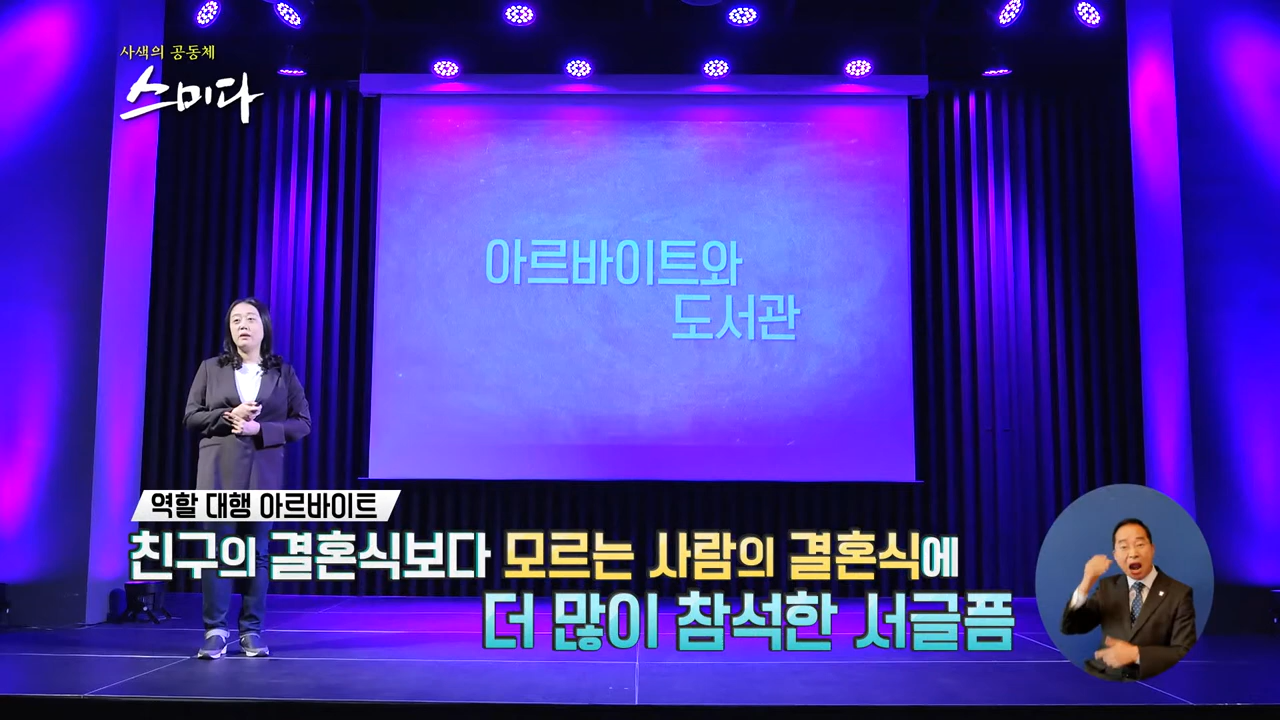 사색의 공동체
스미다
아르바이트와
도서관
역할 대행 아르바이트
친구의 결혼식보다 모르는 사람의 결혼식에
더 많이 참석한 서글픔